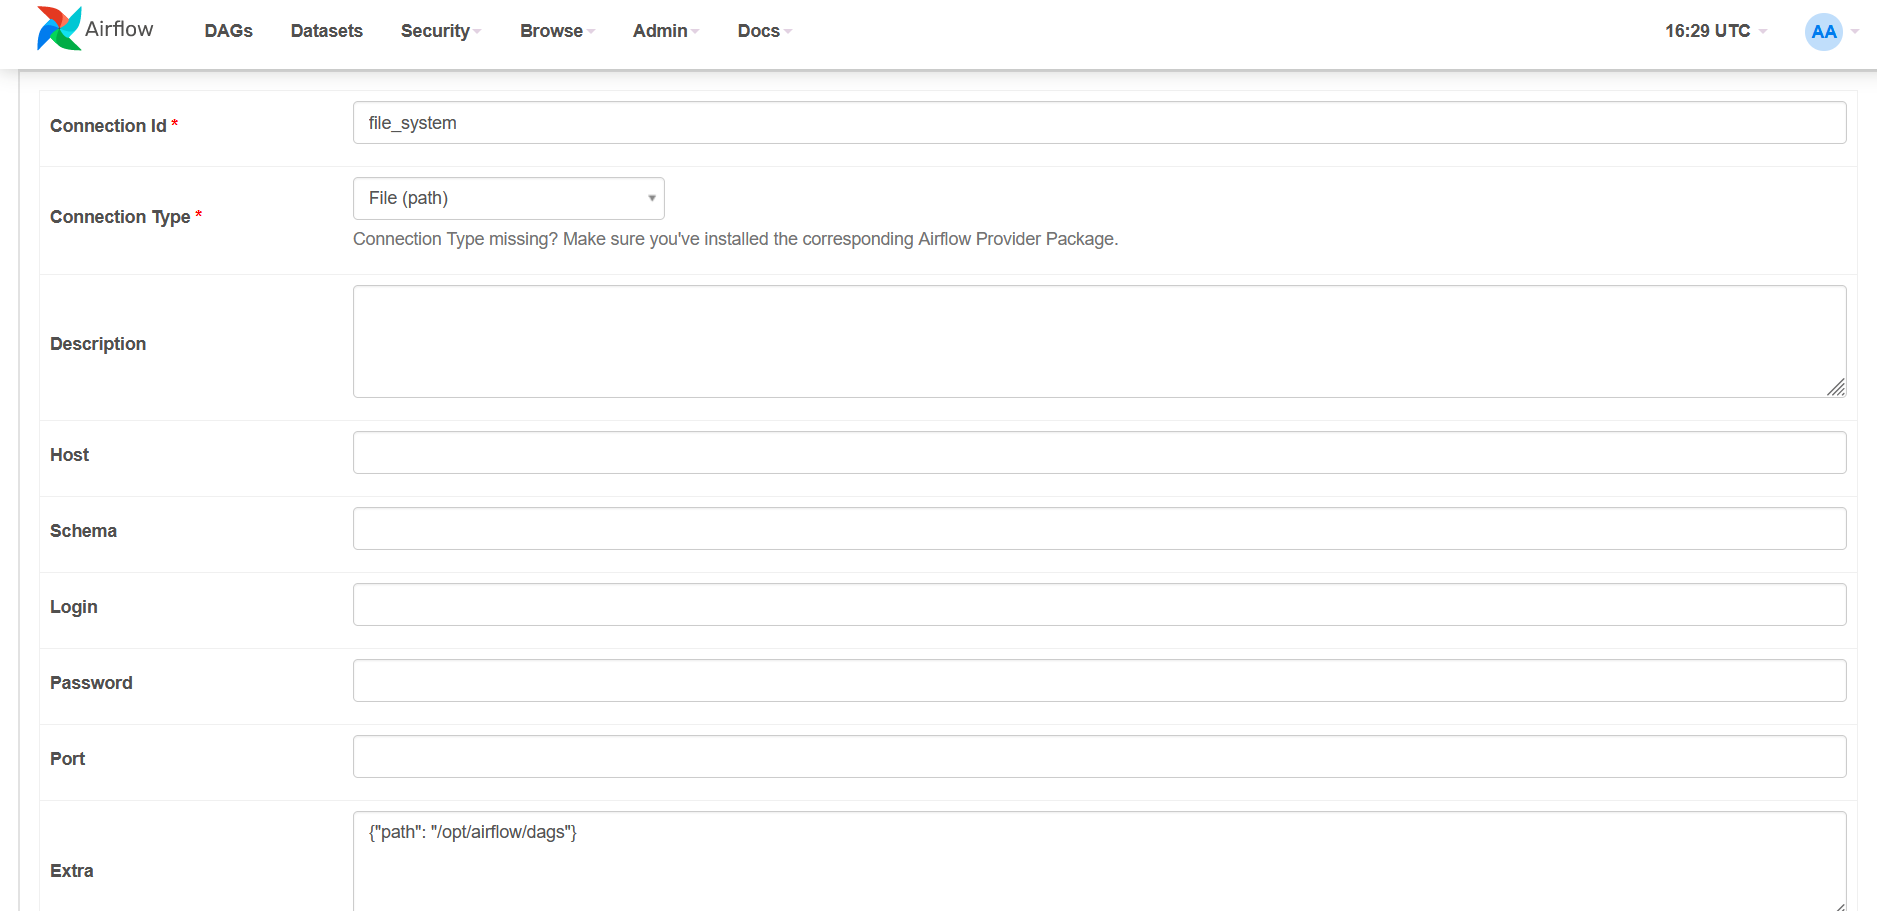 Airflow DAGs Datasets Security Browse Admin Docs 16:29 UTC AA
Connection Id * file_system
Connection Type * File (path)
Connection Type missing? Make sure you've installed the corresponding Airflow Provider Package.
Description
Host
Schema
Login
Password
Port
Extra {"path": "/opt/airflow/dags"}